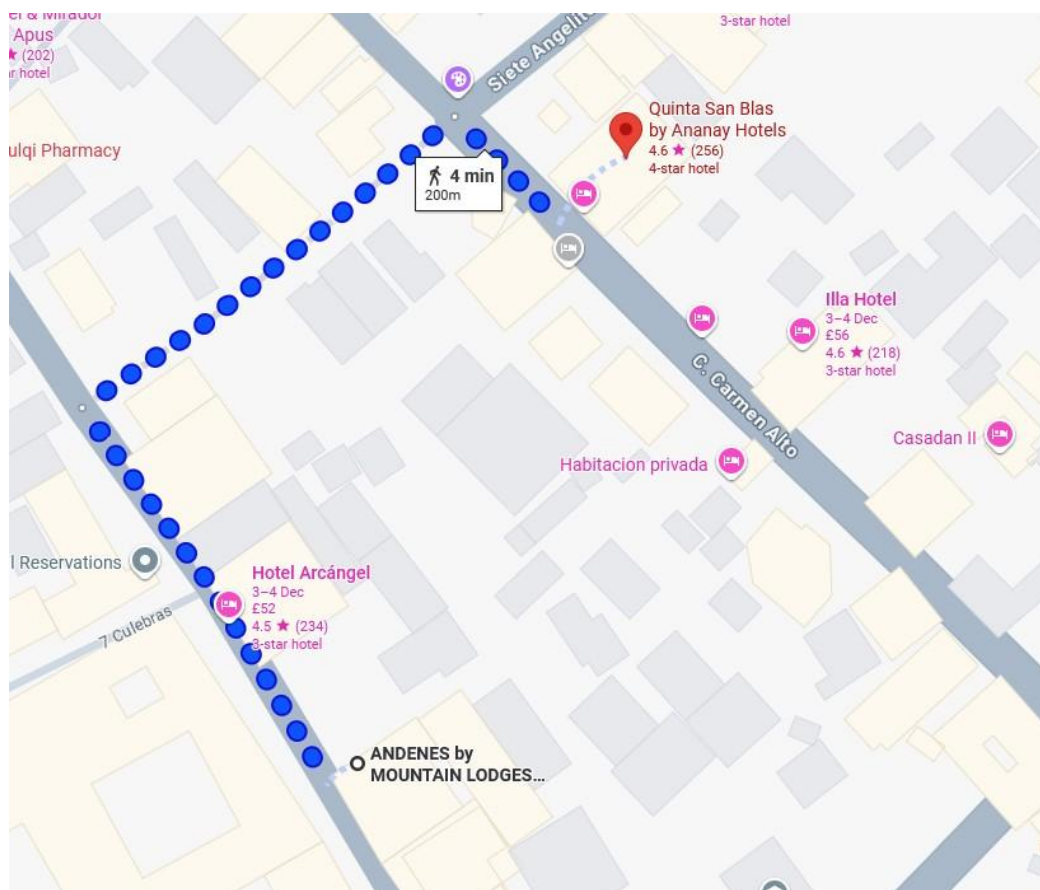 el & Mirador
Apus
(202)
3-star hotel
Siete Angelito
Quinta San Blas
by Ananay Hotels
4.6 ★ (256)
4-star hotel
ulqi Pharmacy
4 min
200m
Illa Hotel
3–4 Dec
£56
4.6 ★ (218)
3-star hotel
C. Carmen Alto
Casadan II
Habitacion privada
l Reservations
Hotel Arcángel
3–4 Dec
£52
4.5 ★ (234)
3-star hotel
7 Culebras
ANDENES by
MOUNTAIN LODGES...